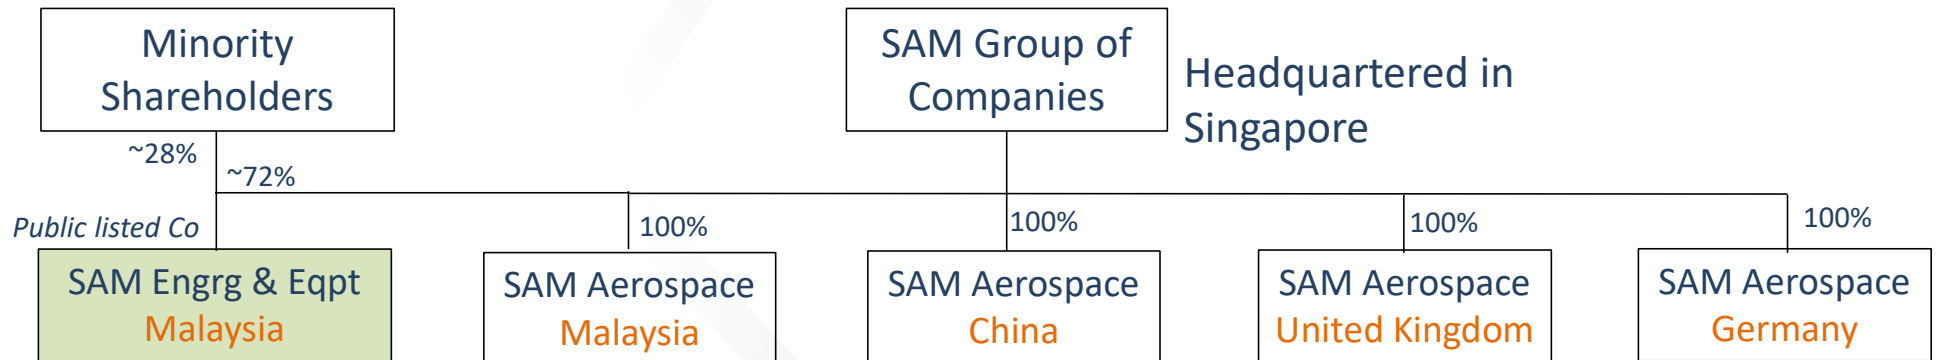 Minority
Shareholders
SAM Group of
Companies
Headquartered in
Singapore
~28%
~72%
Public listed Co
100%
100%
100%
100%
SAM Engrg & Eqpt
Malaysia
SAM Aerospace
Malaysia
SAM Aerospace
China
SAM Aerospace
United Kingdom
SAM Aerospace
Germany